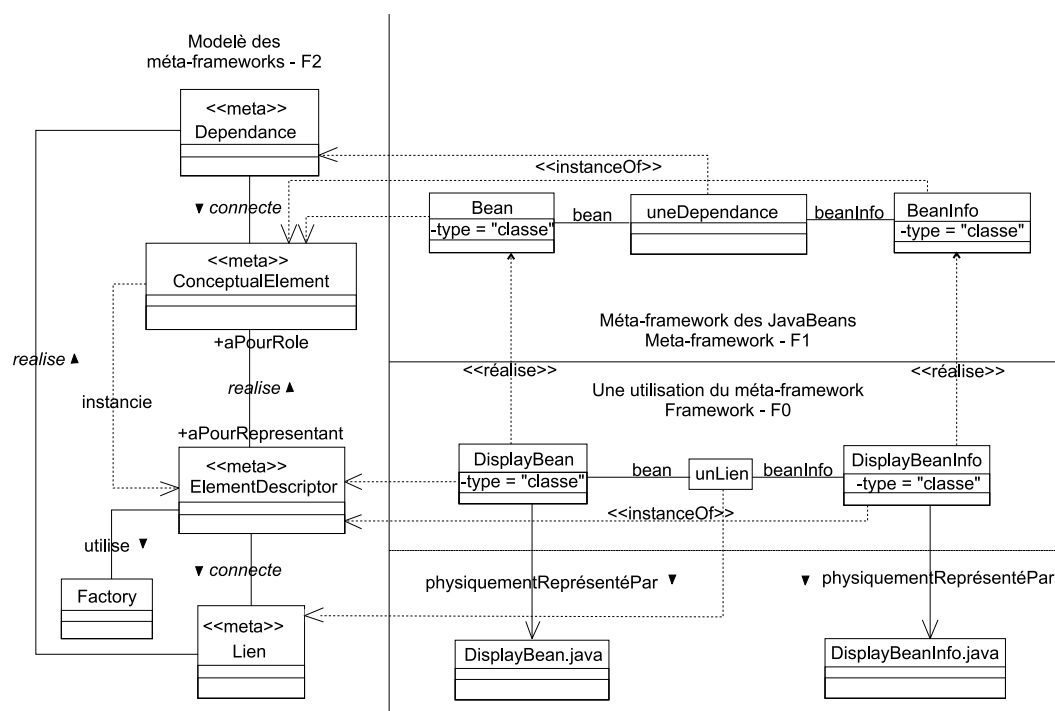 Modelè des
méta-frameworks - F2
<<meta>>
Dependance
<<instanceOf>>
▼ connecte
Bean
-type = "classe"
bean
uneDependance
beanInfo
BeanInfo
-type = "classe"
<<meta>>
ConceptualElement
+aPourRole
Méta-framework des JavaBeans
Meta-framework - F1
realise ▲
realise ▲
<<réalise>>
<<réalise>>
instancie
Une utilisation du méta-framework
Framework - F0
+aPourRepresentant
<<meta>>
ElementDescriptor
DisplayBean
-type = "classe"
bean
unLien
beanInfo
DisplayBeanInfo
-type = "classe"
<<instanceOf>>
utilise ▼
▼ connecte
physiquementReprésentéPar ▼
▼ physiquementReprésentéPar
Factory
<<meta>>
Lien
DisplayBean.java
DisplayBeanInfo.java